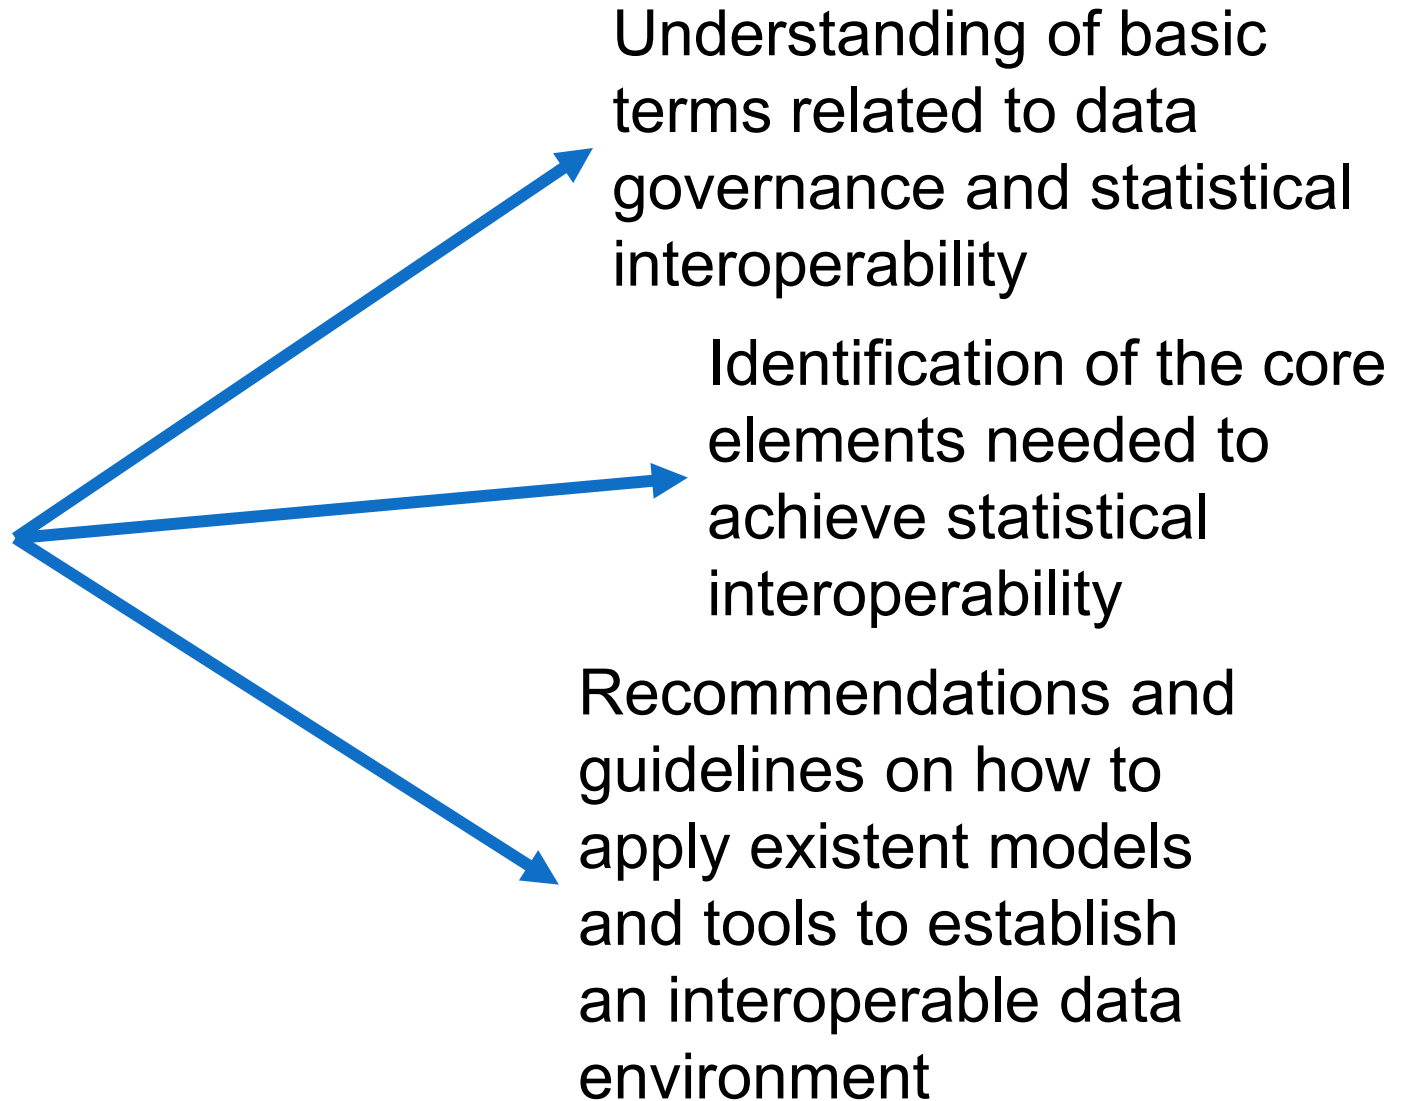 Understanding of basic
terms related to data
governance and statistical
interoperability
Identification of the core
elements needed to
achieve statistical
interoperability
Recommendations and
guidelines on how to
apply existent models
and tools to establish
an interoperable data
environment